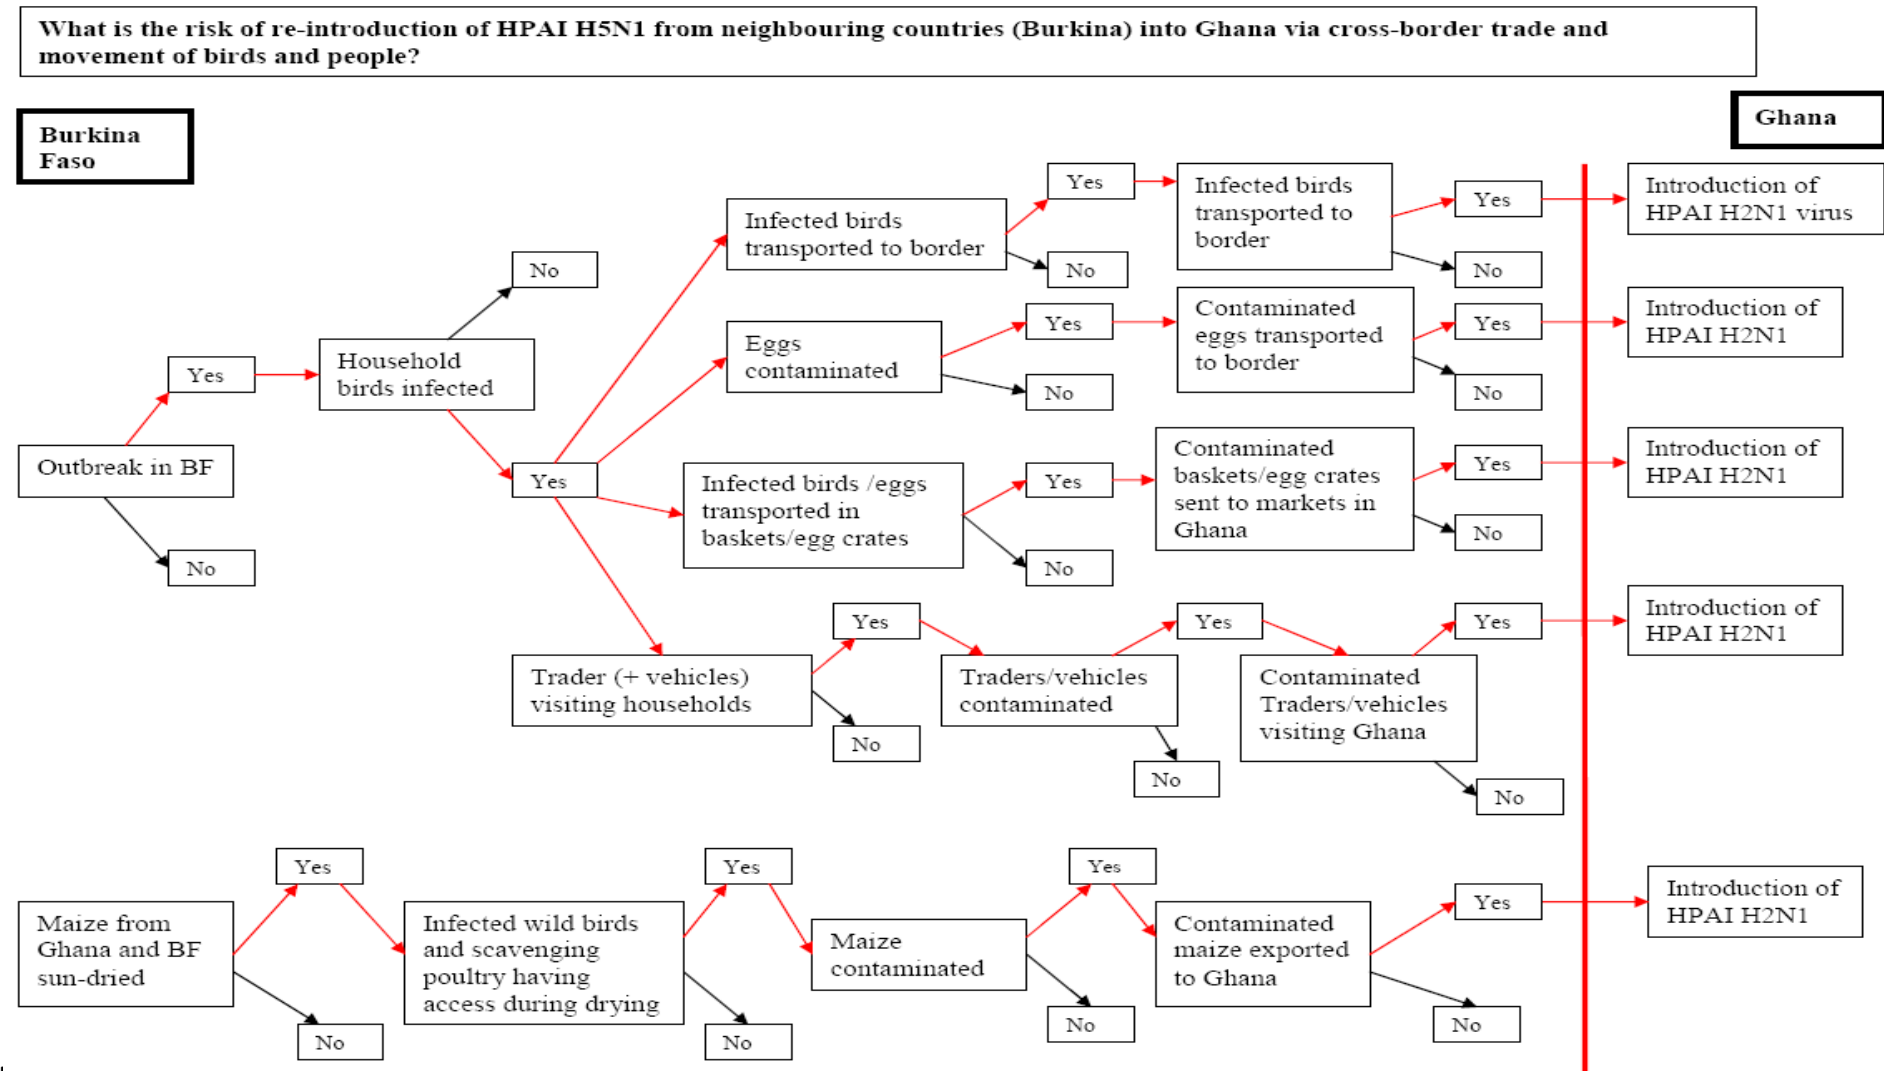 What is the risk of re-introduction of HPAI H5N1 from neighbouring countries (Burkina) into Ghana via cross-border trade and
movement of birds and people?
Burkina
Faso
Ghana
Outbreak in BF
Yes
No
Household
birds infected
No
Yes
Infected birds
transported to border
Yes
No
Infected birds
transported to
border
Yes
No
Introduction of
HPAI H2N1 virus
Eggs
contaminated
Yes
No
Contaminated
eggs transported
to border
Yes
No
Introduction of
HPAI H2N1
Infected birds /eggs
transported in
baskets/egg crates
Yes
No
Contaminated
baskets/egg crates
sent to markets in
Ghana
Yes
No
Introduction of
HPAI H2N1
Trader (+ vehicles)
visiting households
Yes
No
Traders/vehicles
contaminated
Yes
No
Contaminated
Traders/vehicles
visiting Ghana
Yes
No
Introduction of
HPAI H2N1
Maize from
Ghana and BF
sun-dried
Yes
No
Infected wild birds
and scavenging
poultry having
access during drying
Yes
No
Maize
contaminated
Yes
No
Contaminated
maize exported
to Ghana
Yes
No
Introduction of
HPAI H2N1